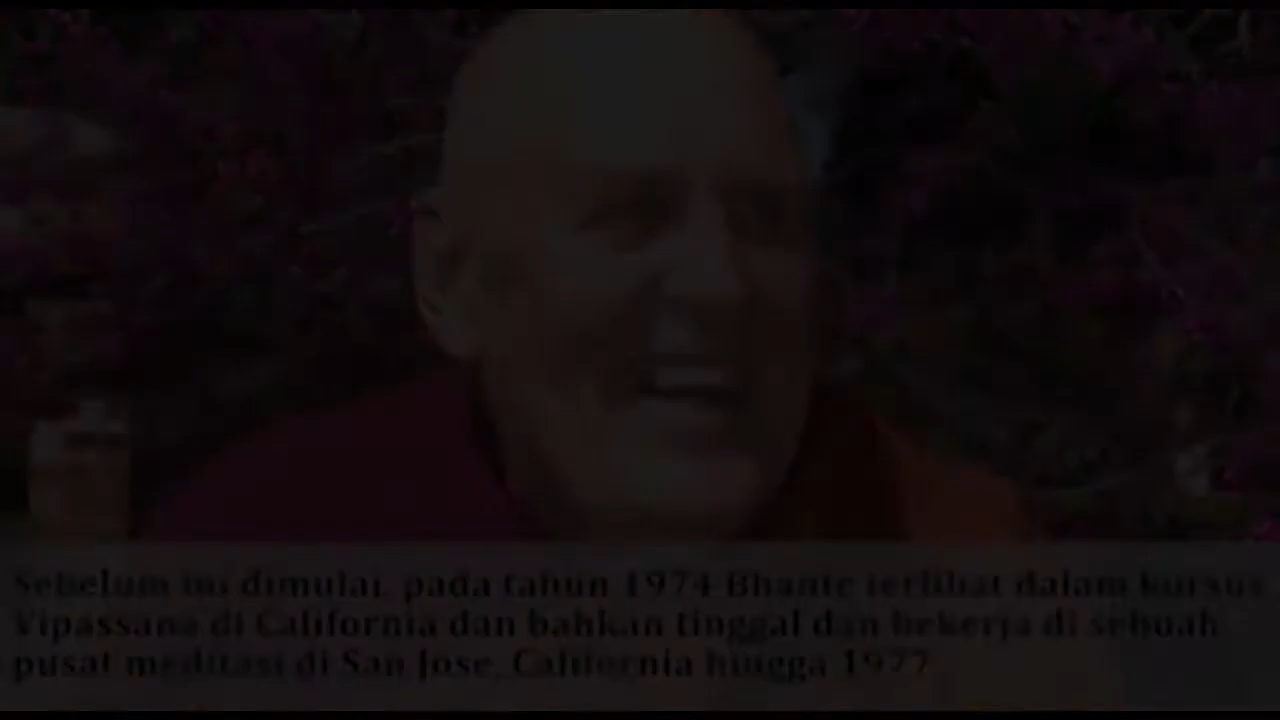 Sebelum ini dimulai, pada tahun 1974 Bhante terlibat dalam kursus
Vipassana di California dan bahkan tinggal dan bekerja di sebuah
pusat meditasi di San Jose, California hingga 1977